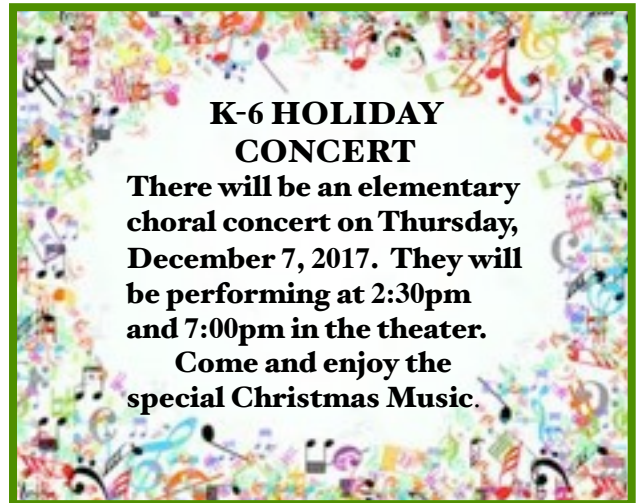 K-6 HOLIDAY
CONCERT
There will be an elementary
choral concert on Thursday,
December 7, 2017.  They will
be performing at 2:30pm
and 7:00pm in the theater.
Come and enjoy the
special Christmas Music.